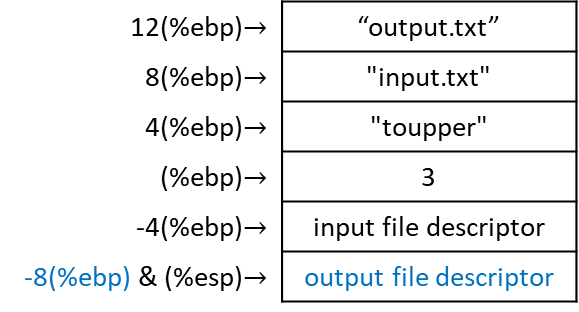 12(%ebp)→ “output.txt”
8(%ebp)→ "input.txt"
4(%ebp)→ "toupper"
(%ebp)→ 3
-4(%ebp)→ input file descriptor
-8(%ebp) & (%esp)→ output file descriptor